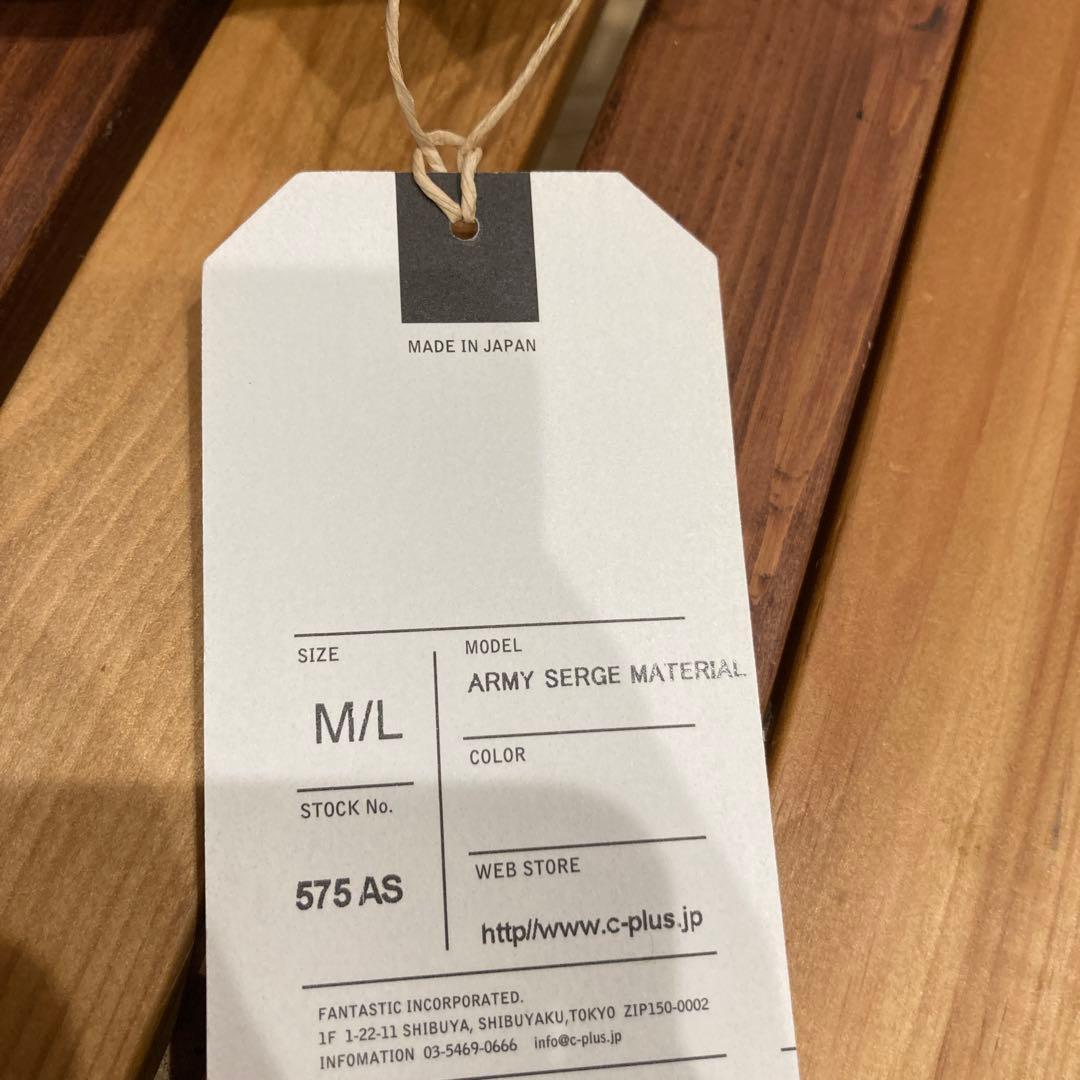 MADE IN JAPAN
SIZE
M/L
STOCK No.
575 AS
MODEL
ARMY SERGE MATERIAL
COLOR
WEB STORE
http//www.c-plus.jp
FANTASTIC INCORPORATED.
1F 1-22-11 SHIBUYA, SHIBUYAKU,TOKYO ZIP150-0002
INFOMATION 03-5469-0666 info@c-plus.jp